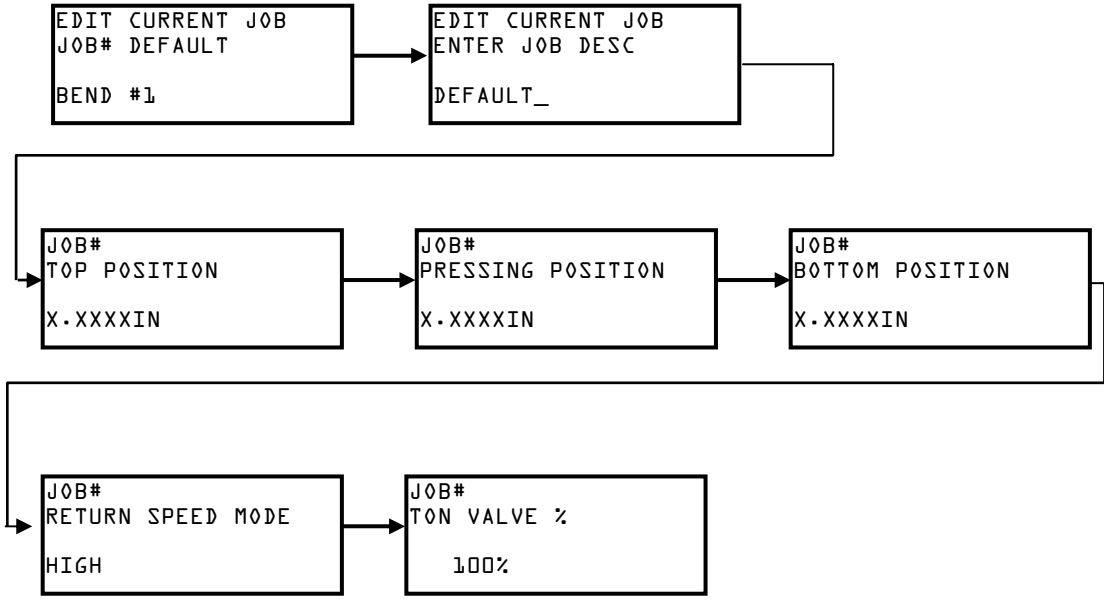 EDIT CURRENT JOB
JOB# DEFAULT
BEND #1
EDIT CURRENT JOB
ENTER JOB DESC
DEFAULT_
JOB#
TOP POSITION
X.XXXXIN
JOB#
PRESSING POSITION
X.XXXXIN
JOB#
BOTTOM POSITION
X.XXXXIN
JOB#
RETURN SPEED MODE
HIGH
JOB#
TON VALVE %
100%